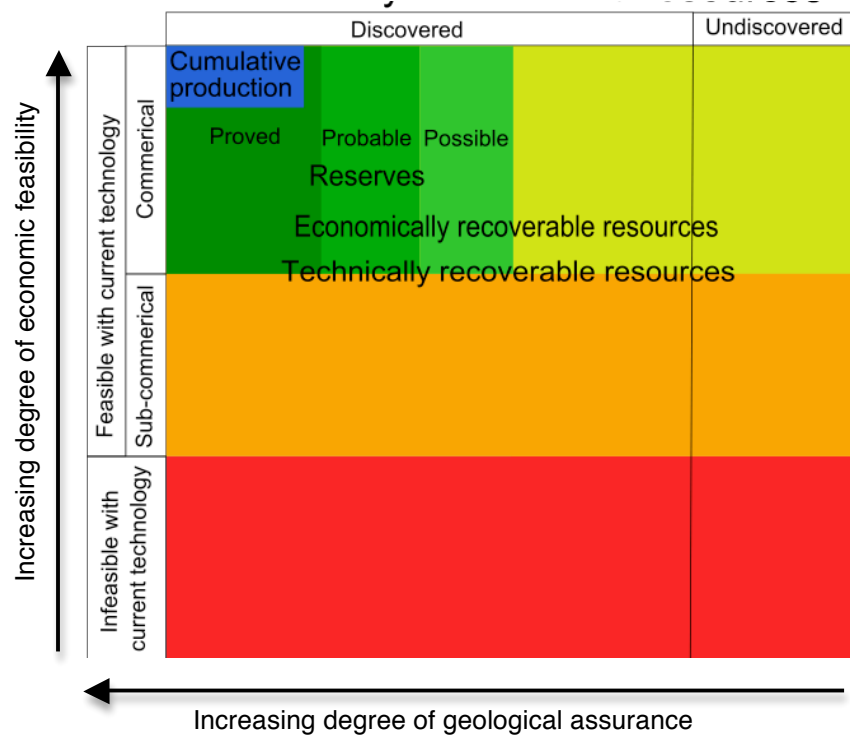 Discovered
Undiscovered
Cumulative
production
Proved
Probable
Possible
Reserves
Economically recoverable resources
Technically recoverable resources
Commerical
Sub-commerical
Feasible with current technology
Infeasible with
current technology
Increasing degree of economic feasibility
Increasing degree of geological assurance